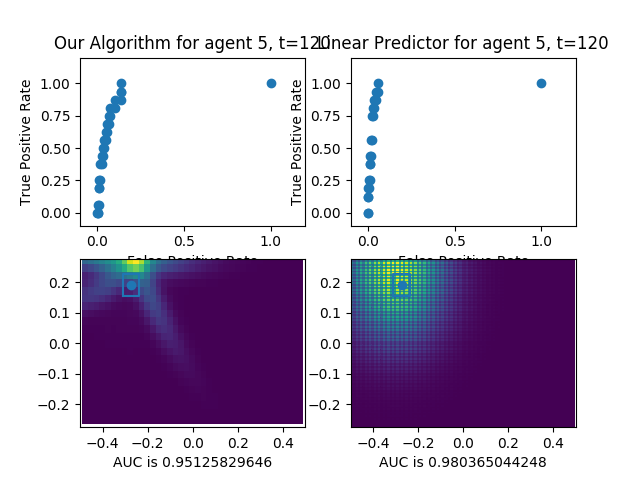 Our Algorithm for agent 5, t=120
Linear Predictor for agent 5, t=120
True Positive Rate
1.00
0.75
0.50
0.25
0.00
0.0 0.5 1.0
False Positive Rate
True Positive Rate
1.00
0.75
0.50
0.25
0.00
0.0 0.5 1.0
False Positive Rate
0.2
0.1
0.0
−0.1
−0.2
−0.4 −0.2 0.0 0.2 0.4
AUC is 0.95125829646
0.2
0.1
0.0
−0.1
−0.2
−0.4 −0.2 0.0 0.2 0.4
AUC is 0.980365044248